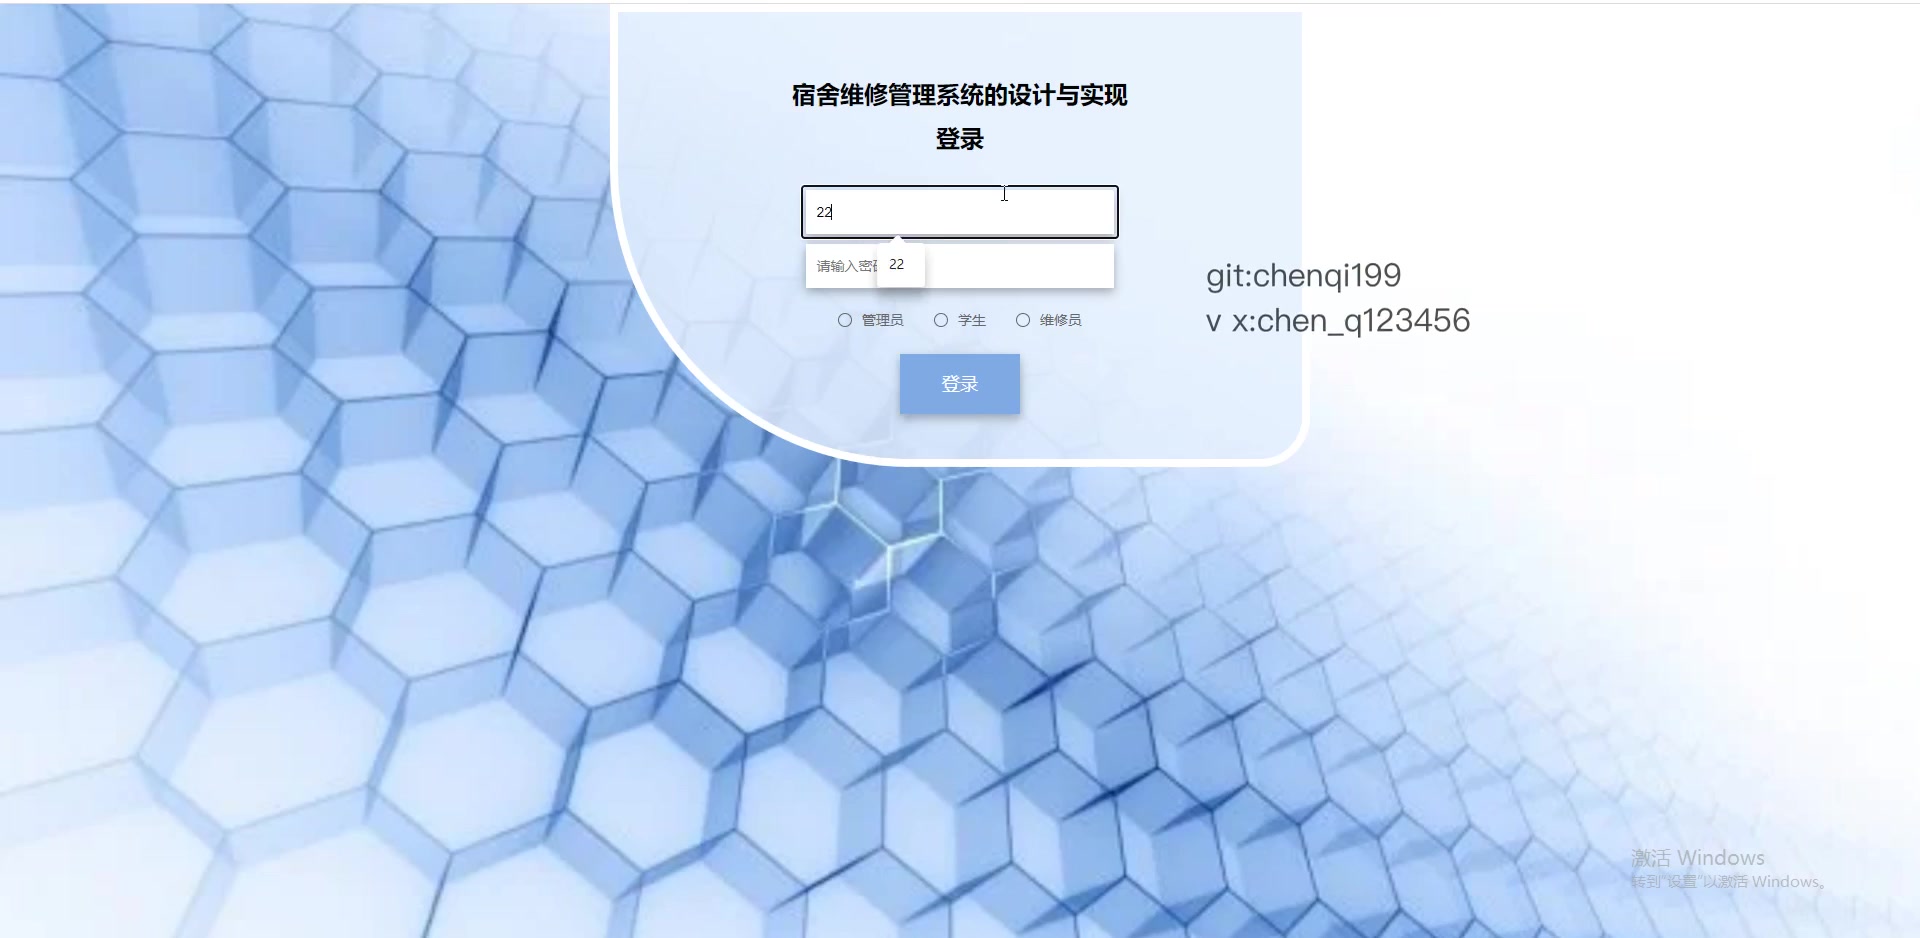 宿舍维修管理系统的设计与实现
登录
22
请输入密
22
管理员 学生 维修员
git:chenqi199
v x:chen_q123456
登录
激活 Windows
转到"设置"以激活 Windows。